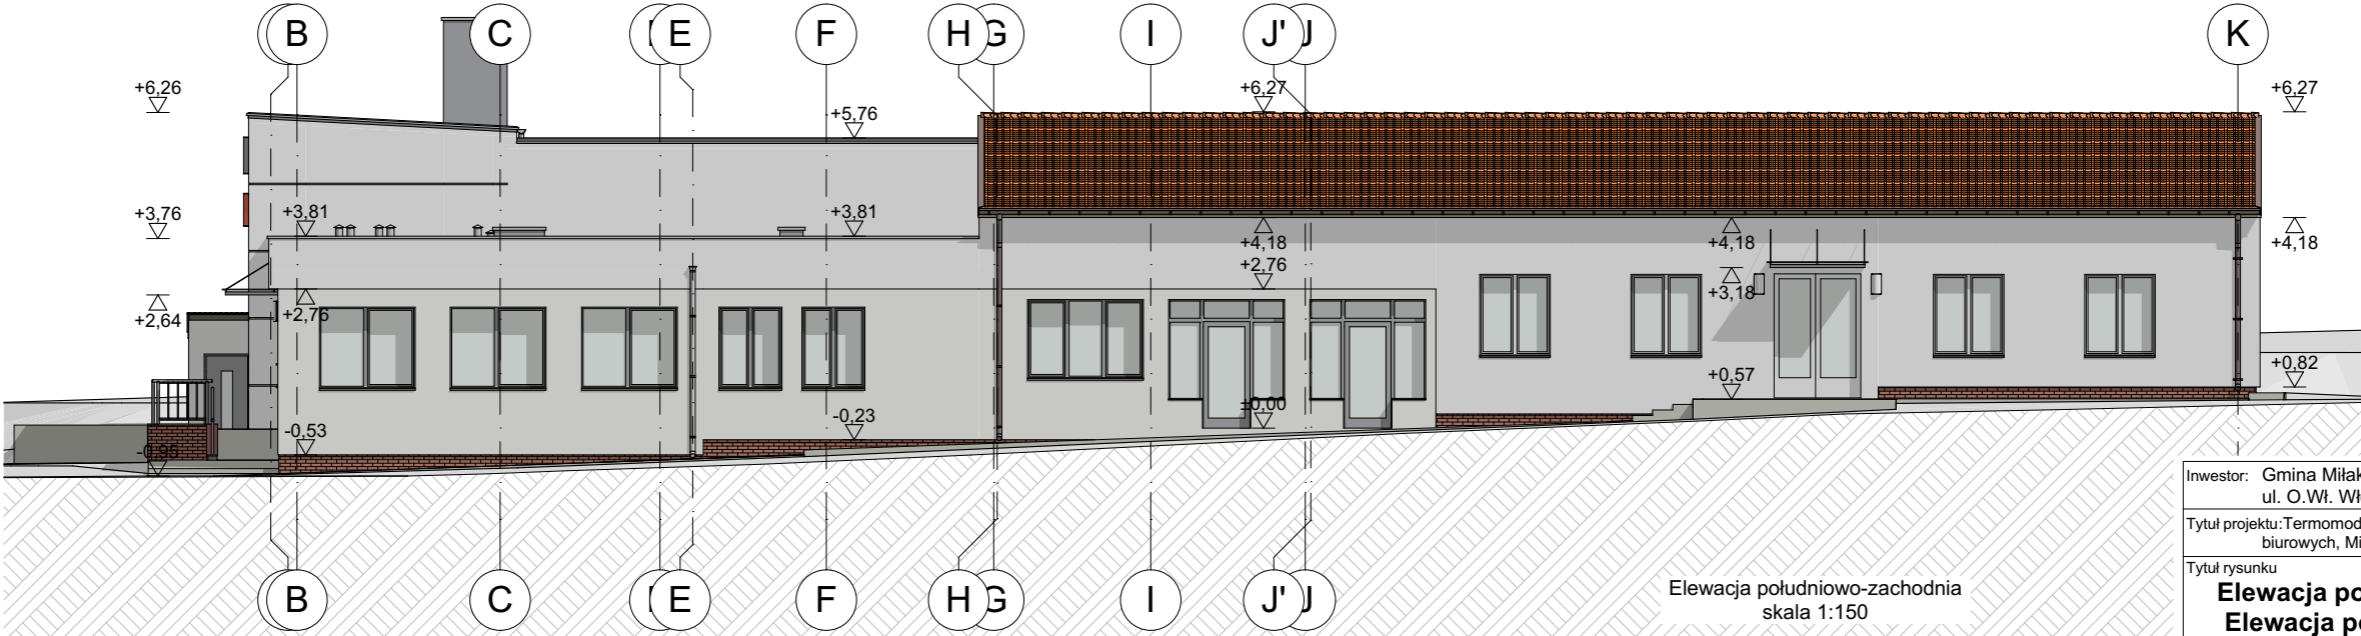 B C E F H G I J' J K
+6,26
+6,27
+6,27
+5,76
+3,76
+3,81
+3,81
+4,18
+4,18
+4,18
+2,76
+2,64
+2,76
+3,18
+0,57
+0,82
±0,00
-0,23
-0,53
-0,95
Inwestor: Gmina Miłak
ul. O.Wł. Wł
Tytuł projektu:Termomod
biurowych, Mi
Tytuł rysunku
Elewacja po
Elewacja po
Elewacja południowo-zachodnia
skala 1:150
B C E F H G I J' J